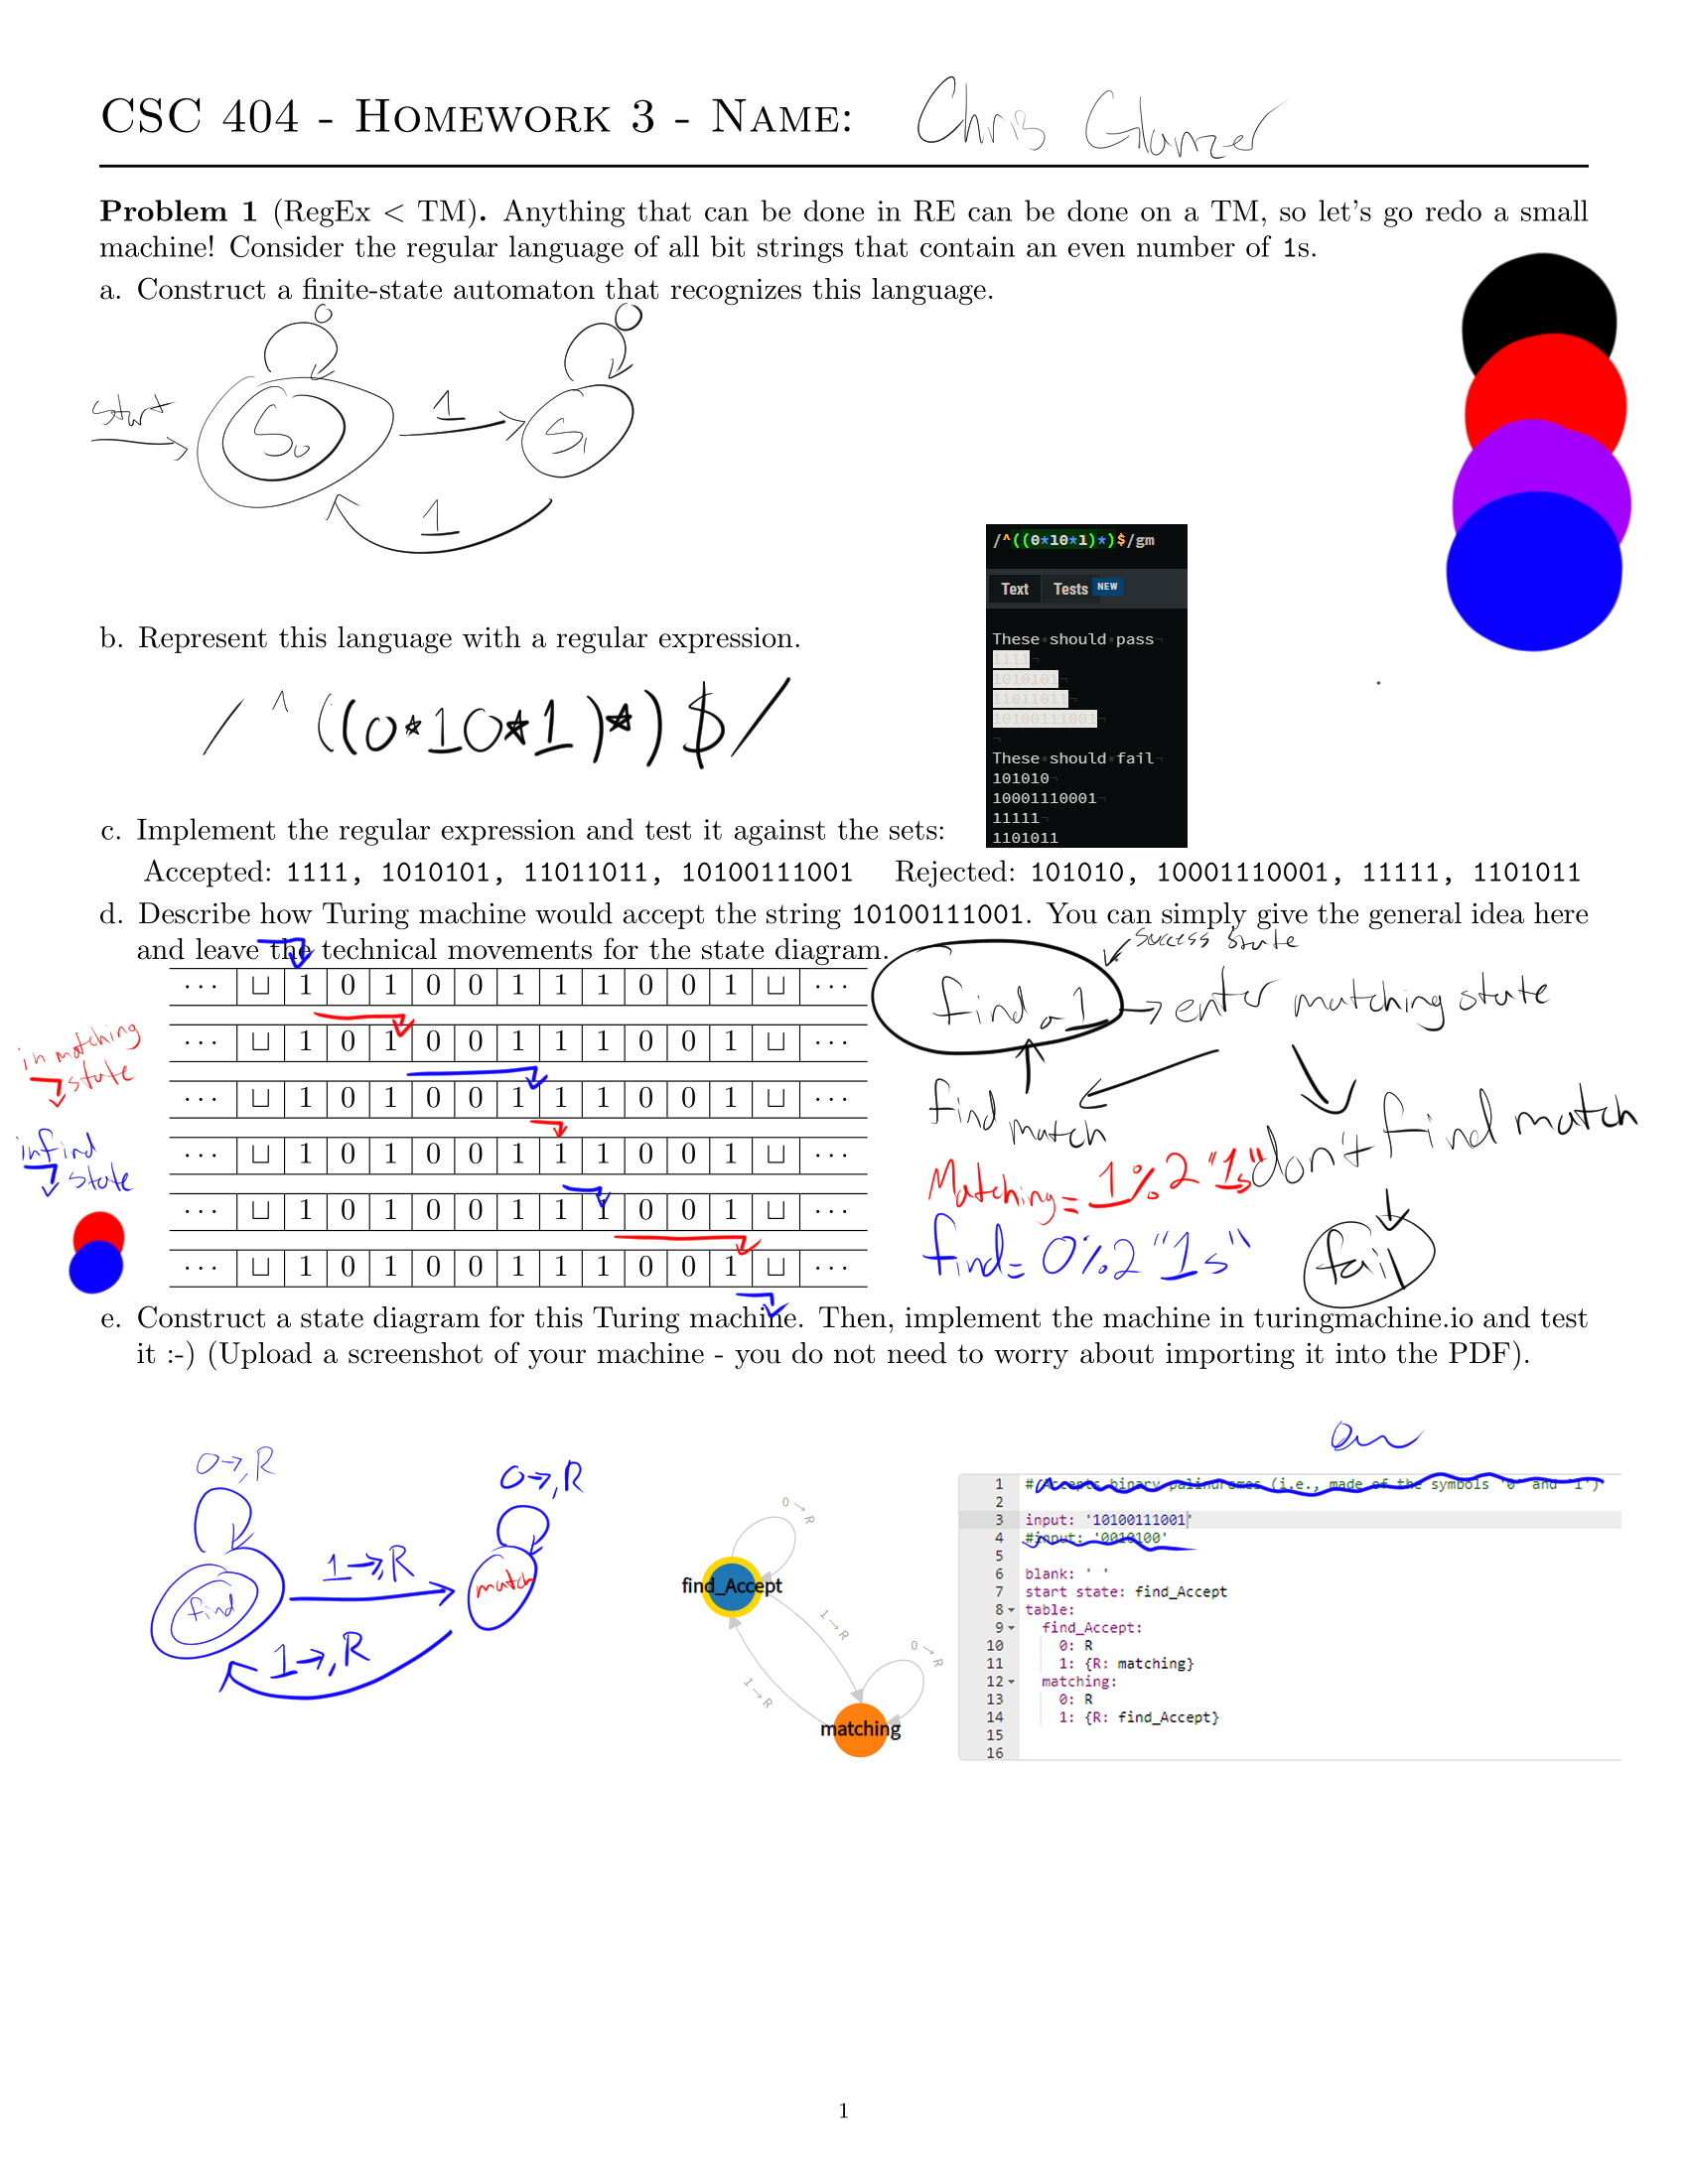 CSC 404 - Homework 3 - Name: Chris Glanzer
Problem 1 (RegEx < TM). Anything that can be done in RE can be done on a TM, so let's go redo a small
machine! Consider the regular language of all bit strings that contain an even number of 1s.
a. Construct a finite-state automaton that recognizes this language.
0
0
start
S₀
1
S₁
1
/^((0*10*1)*)$/gm
Text Tests NEW
b. Represent this language with a regular expression.
/^((0*10*1)*)$/
These should pass
1111
1010101
11011011
10100111001
These should fail
101010
10001110001
11111
1101011
c. Implement the regular expression and test it against the sets:
Accepted: 1111, 1010101, 11011011, 10100111001 Rejected: 101010, 10001110001, 11111, 1101011
d. Describe how Turing machine would accept the string 10100111001. You can simply give the general idea here
and leave the technical movements for the state diagram.
success state
··· ⊔ 1 0 1 0 0 1 1 1 0 0 1 ⊔ ···
··· ⊔ 1 0 1 0 0 1 1 1 0 0 1 ⊔ ···
··· ⊔ 1 0 1 0 0 1 1 1 0 0 1 ⊔ ···
··· ⊔ 1 0 1 0 0 1 1 1 0 0 1 ⊔ ···
··· ⊔ 1 0 1 0 0 1 1 1 0 0 1 ⊔ ···
··· ⊔ 1 0 1 0 0 1 1 1 0 0 1 ⊔ ···
in matching
state
in find
state
find a 1 → enter matching state
find match
don't find match
Matching = 1%2 "1s"
find = 0%2 "1s"
fail
e. Construct a state diagram for this Turing machine. Then, implement the machine in turingmachine.io and test
it :-) (Upload a screenshot of your machine - you do not need to worry about importing it into the PDF).
0→,R
0→,R
find
1→,R
match
1→,R
0→R
find_Accept
1→R
0→R
1→R
matching
1 # Accepts binary palindromes (i.e., made of the symbols '0' and '1')
2
3 input: '10100111001'
4 #input: '0010100'
5
6 blank: ' '
7 start state: find_Accept
8 table:
9 find_Accept:
10 0: R
11 1: {R: matching}
12 matching:
13 0: R
14 1: {R: find_Accept}
15
16
1